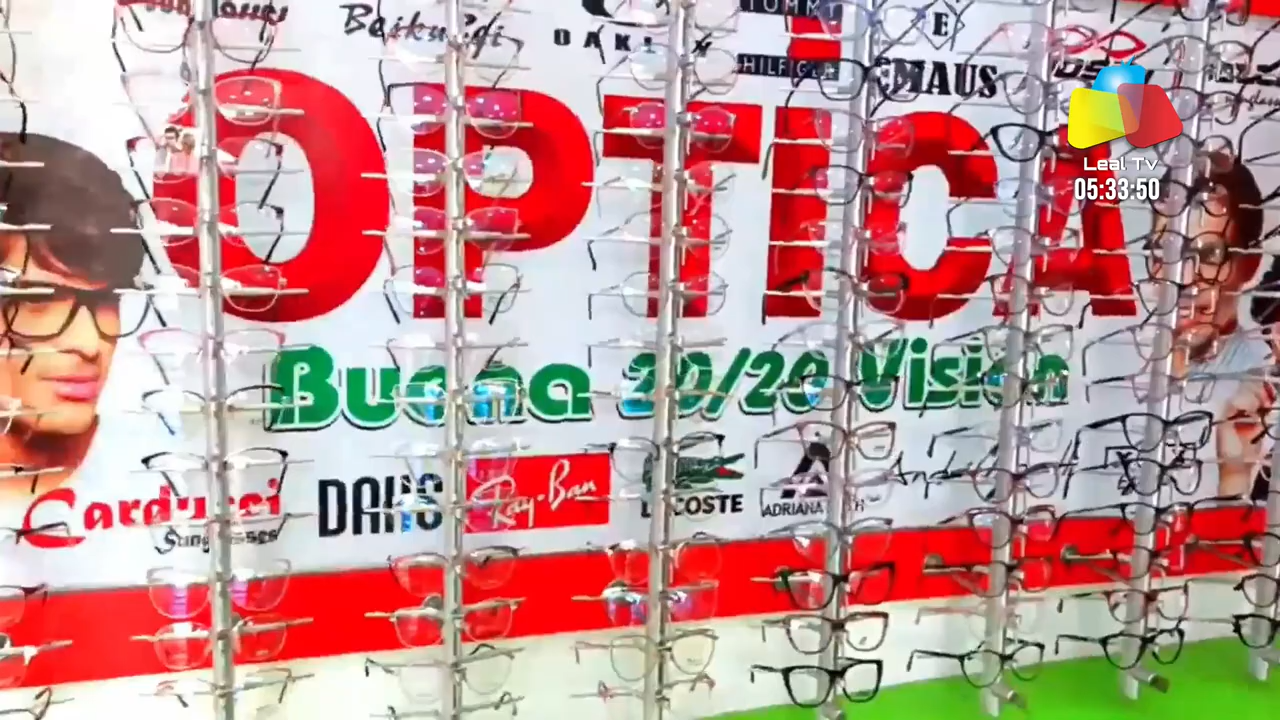 OAKLEY
TOMMY
HILFIGER
E
EMAUS
Leal Tv
05:33:50
OPTICA
Buena 20/20 Vision
Carducci
Sunglasses
DAKS
Ray-Ban
LACOSTE
ADRIANA